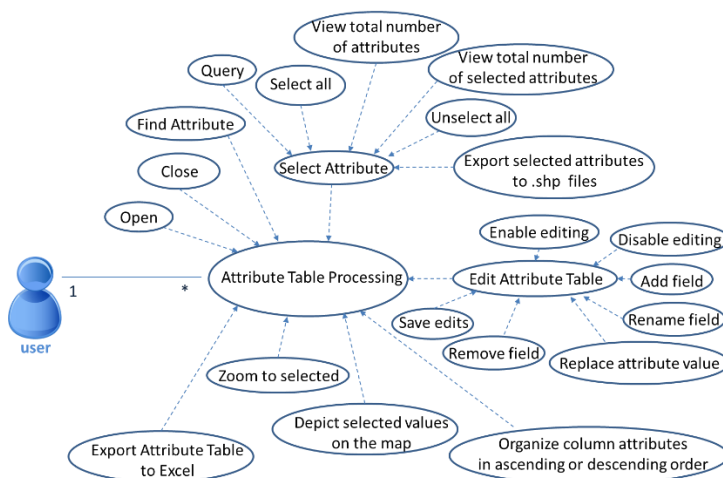 View total number
of attributes
View total number
of selected attributes
Query
Select all
Unselect all
Find Attribute
Select Attribute
Export selected attributes
to .shp files
Close
Open
Enable editing
Disable editing
Attribute Table Processing
Edit Attribute Table
Add field
1
*
user
Save edits
Rename field
Remove field
Replace attribute value
Zoom to selected
Depict selected values
on the map
Organize column attributes
in ascending or descending order
Export Attribute Table
to Excel